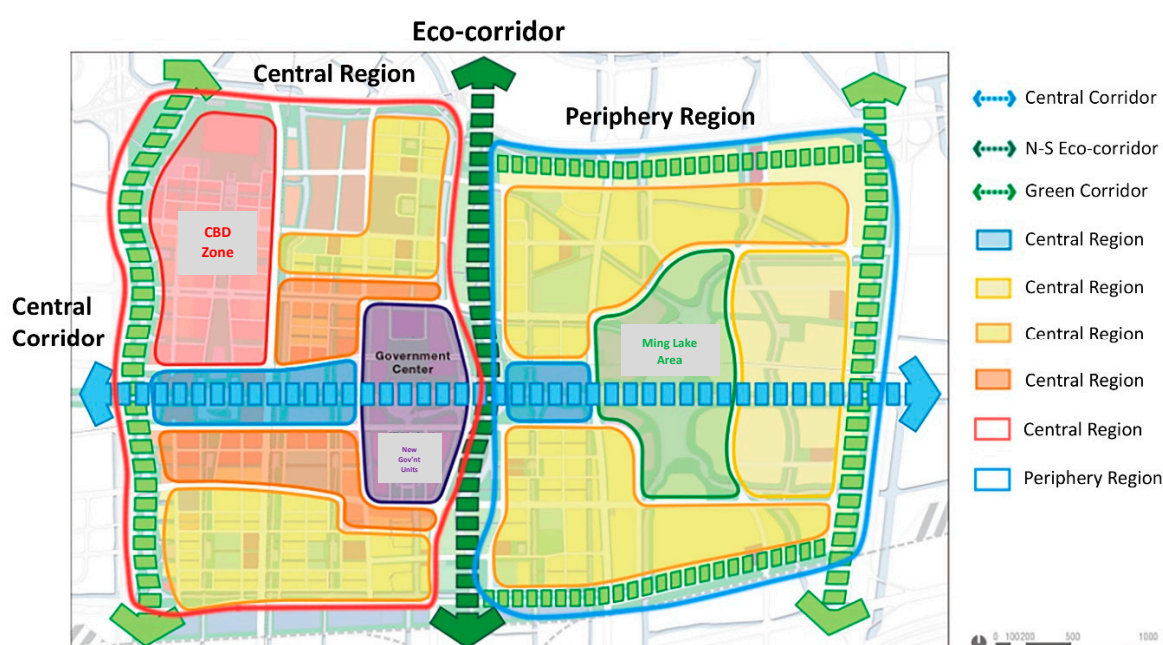 Eco-corridor
Central Region
Periphery Region
CBD
Zone
Central
Corridor
Government
Center
New
Gov'nt
Units
Ming Lake
Area
Central Corridor
N-S Eco-corridor
Green Corridor
Central Region
Central Region
Central Region
Central Region
Central Region
Periphery Region
0 100 200 500 1000